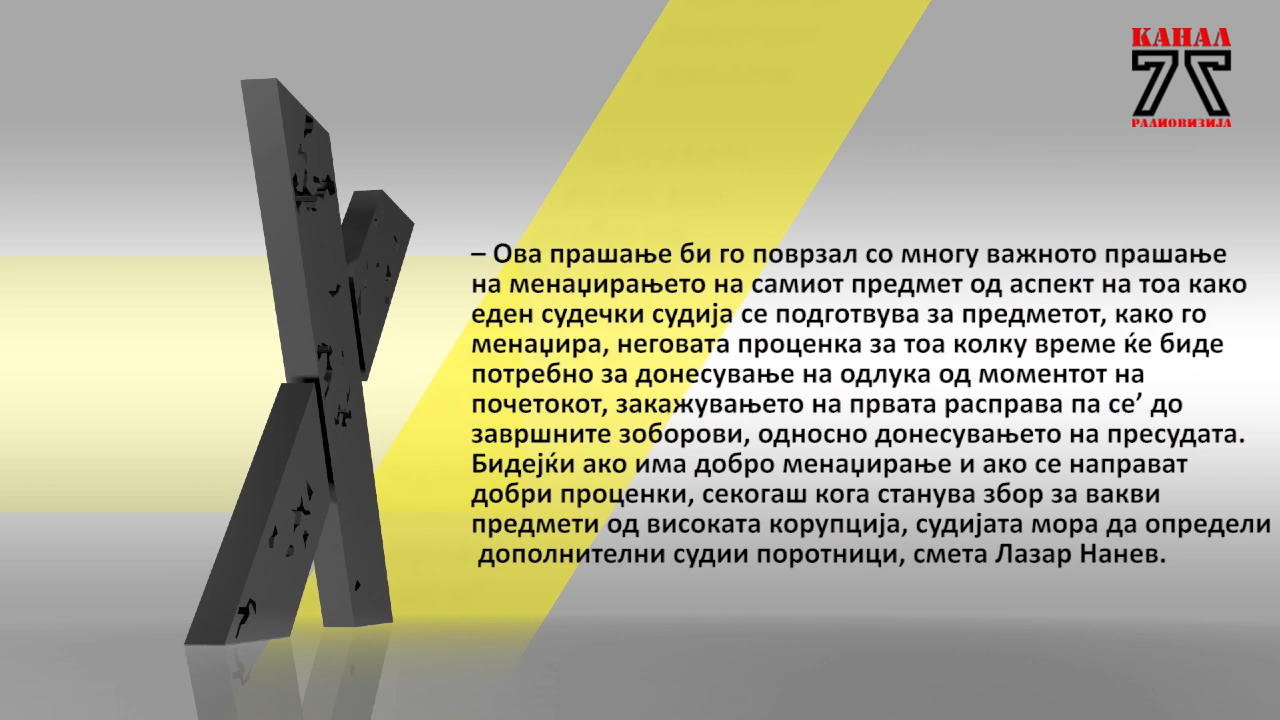 КАНАЛ
77
РАДИОВИЗИЈА
– Ова прашање би го поврзал со многу важното прашање
на менаџирањето на самиот предмет од аспект на тоа како
еден судечки судија се подготвува за предметот, како го
менаџира, неговата проценка за тоа колку време ќе биде
потребно за донесување на одлука од моментот на
почетокот, закажувањето на првата расправа па се’ до
завршните зоборови, односно донесувањето на пресудата.
Бидејќи ако има добро менаџирање и ако се направат
добри проценки, секогаш кога станува збор за вакви
предмети од високата корупција, судијата мора да определи
дополнителни судии поротници, смета Лазар Нанев.